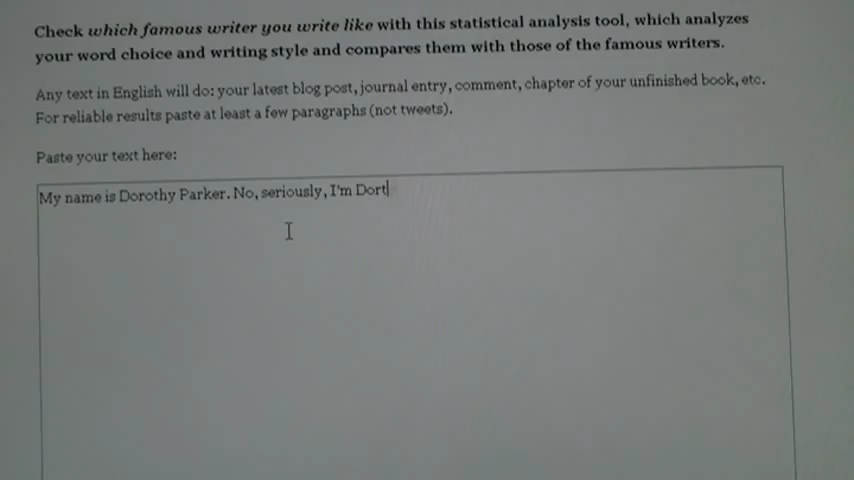 Check which famous writer you write like with this statistical analysis tool, which analyzes
your word choice and writing style and compares them with those of the famous writers.
Any text in English will do: your latest blog post, journal entry, comment, chapter of your unfinished book, etc.
For reliable results paste at least a few paragraphs (not tweets).
Paste your text here:
My name is Dorothy Parker. No, seriously, I'm Dort